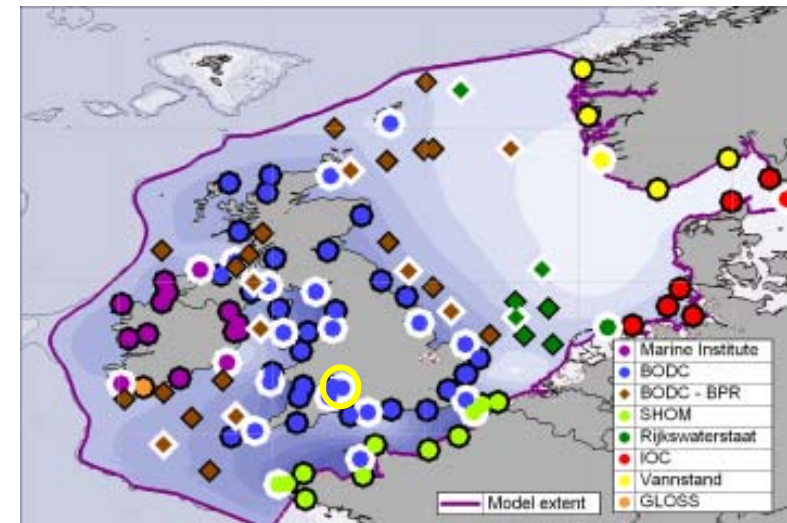 Marine Institute
BODC
BODC - BPR
SHOM
Rijkswaterstaat
IOC
Vannstand
GLOSS
Model extent